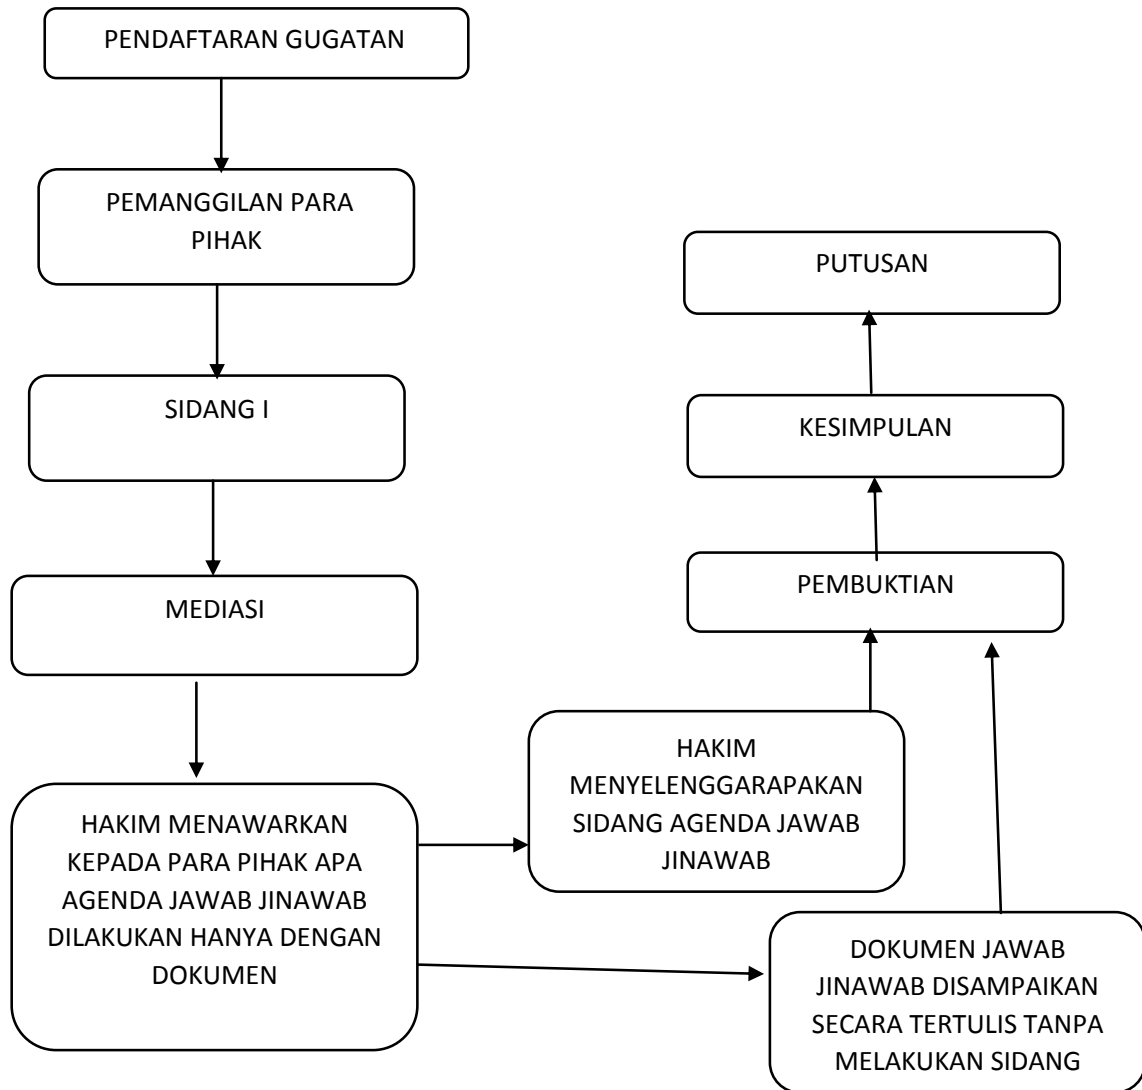 PENDAFTARAN GUGATAN
PEMANGGILAN PARA
PIHAK
SIDANG I
MEDIASI
HAKIM MENAWARKAN
KEPADA PARA PIHAK APA
AGENDA JAWAB JINAWAB
DILAKUKAN HANYA DENGAN
DOKUMEN
HAKIM
MENYELENGGARAPAKAN
SIDANG AGENDA JAWAB
JINAWAB
DOKUMEN JAWAB
JINAWAB DISAMPAIKAN
SECARA TERTULIS TANPA
MELAKUKAN SIDANG
PEMBUKTIAN
KESIMPULAN
PUTUSAN